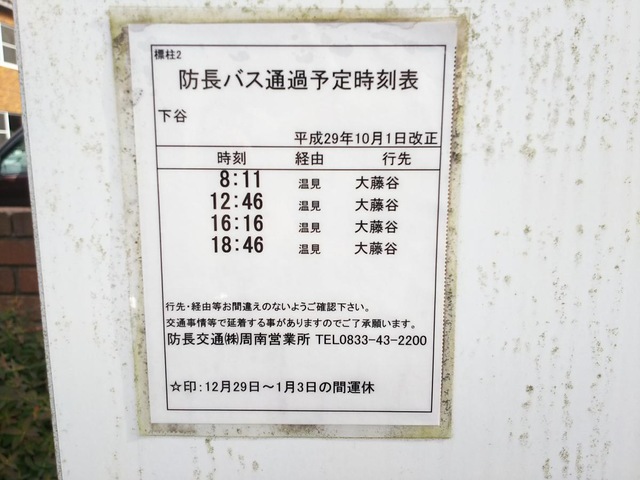 標柱2
防長バス通過予定時刻表
下谷
平成29年10月1日改正
時刻 経由 行先
8:11 温見 大藤谷
12:46 温見 大藤谷
16:16 温見 大藤谷
18:46 温見 大藤谷
行先・経由等お間違えのないようご確認下さい。
交通事情等で延着する事がありますのでご了承願います。
防長交通㈱周南営業所 TEL0833-43-2200
☆印:12月29日～1月3日の間運休